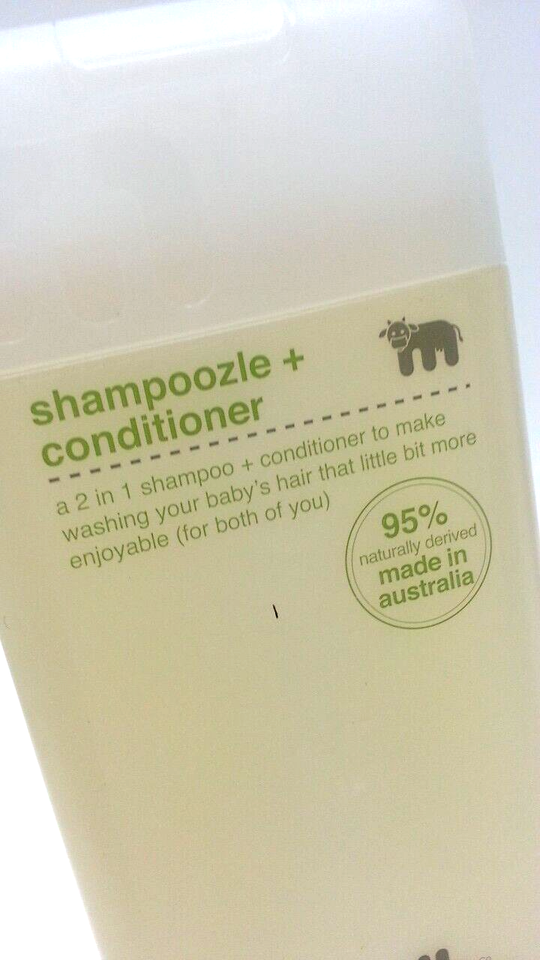 shampoozle +
conditioner
a 2 in 1 shampoo + conditioner to make
washing your baby's hair that little bit more
enjoyable (for both of you)
95%
naturally derived
made in
australia